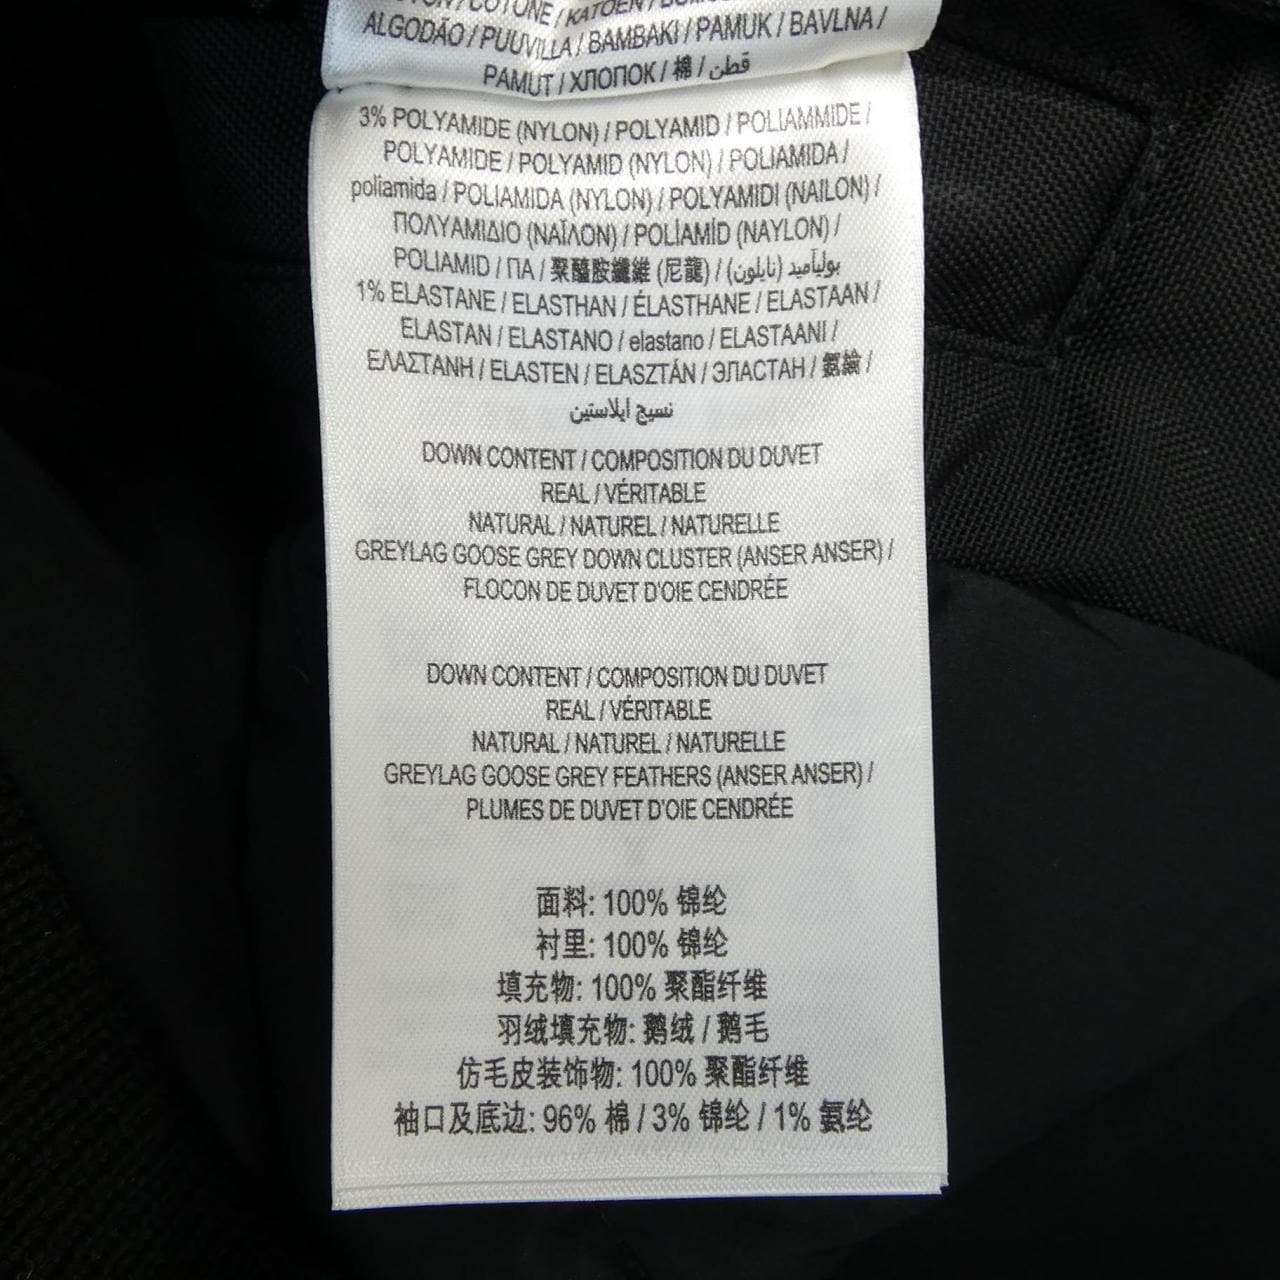 COTONE / KATOEN /
ALGODÃO / PUUVILLA / BAMBAKI / PAMUK / BAVLNA /
PAMUT / ХЛОПОК / 棉 / قطن
3% POLYAMIDE (NYLON) / POLYAMID / POLIAMMIDE /
POLYAMIDE / POLYAMID (NYLON) / POLIAMIDA /
poliamida / POLIAMIDA (NYLON) / POLYAMIDI (NAILON) /
ΠΟΛΥΑΜΙΔΙΟ (ΝΑΪΛΟΝ) / POLİAMİD (NAYLON) /
POLIAMID / ПА / 聚醯胺纖維 (尼龍) / بوليآميد (نايلون)
1% ELASTANE / ELASTHAN / ÉLASTHANE / ELASTAAN /
ELASTAN / ELASTANO / elastano / ELASTAANI /
ΕΛΑΣΤΑΝΗ / ELASTEN / ELASZTÁN / ЭЛАСТАН / 氨綸 /
نسيج ايلاستين
DOWN CONTENT / COMPOSITION DU DUVET
REAL / VÉRITABLE
NATURAL / NATUREL / NATURELLE
GREYLAG GOOSE GREY DOWN CLUSTER (ANSER ANSER) /
FLOCON DE DUVET D'OIE CENDRÉE
DOWN CONTENT / COMPOSITION DU DUVET
REAL / VÉRITABLE
NATURAL / NATUREL / NATURELLE
GREYLAG GOOSE GREY FEATHERS (ANSER ANSER) /
PLUMES DE DUVET D'OIE CENDRÉE
面料: 100% 锦纶
衬里: 100% 锦纶
填充物: 100% 聚酯纤维
羽绒填充物: 鹅绒 / 鹅毛
仿毛皮装饰物: 100% 聚酯纤维
袖口及底边: 96% 棉 / 3% 锦纶 / 1% 氨纶